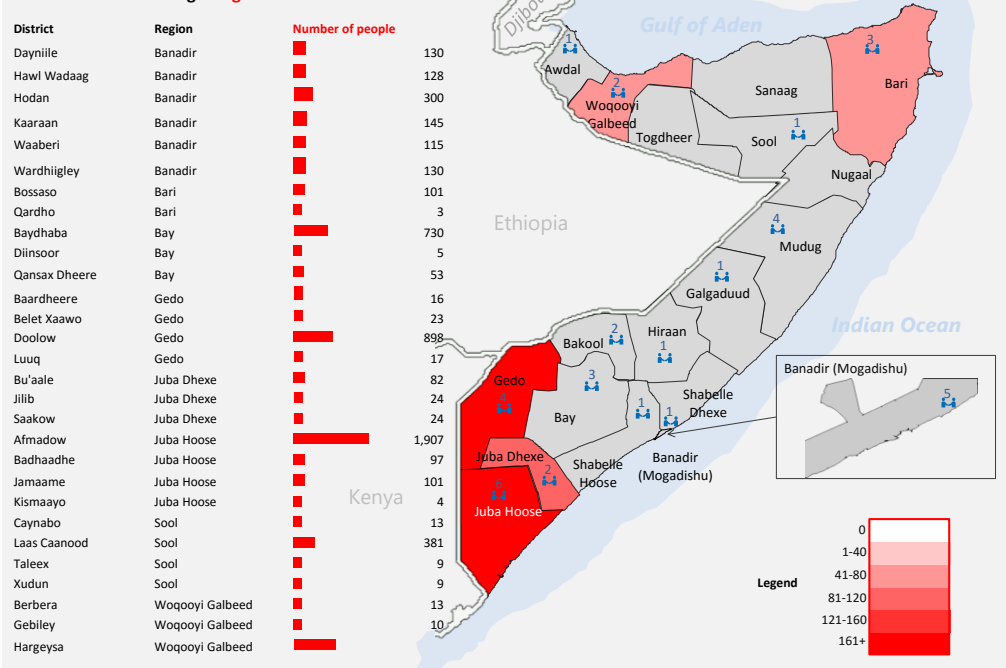 District Region Number of people
Dayniile Banadir 130
Hawl Wadaag Banadir 128
Hodan Banadir 300
Kaaraan Banadir 145
Waaberi Banadir 115
Wardhiigley Banadir 130
Bossaso Bari 101
Qardho Bari 3
Baydhaba Bay 730
Diinsoor Bay 5
Qansax Dheere Bay 53
Baardheere Gedo 16
Belet Xaawo Gedo 23
Doolow Gedo 898
Luuq Gedo 17
Bu'aale Juba Dhexe 82
Jilib Juba Dhexe 24
Saakow Juba Dhexe 24
Afmadow Juba Hoose 1,907
Badhaadhe Juba Hoose 97
Jamaame Juba Hoose 101
Kismaayo Juba Hoose 4
Caynabo Sool 13
Laas Caanood Sool 381
Taleex Sool 9
Xudun Sool 9
Berbera Woqooyi Galbeed 13
Gebiley Woqooyi Galbeed 10
Hargeysa Woqooyi Galbeed
Gulf of Aden
1
Awdal
2
Woqooyi
Galbeed
Togdheer
Sanaag
3
Bari
1
Sool
Nugaal
Ethiopia
4
Mudug
1
Galgaduud
Indian Ocean
2
Bakool
Hiraan
1
Gedo
4
3
Bay
1
1
Shabelle
Dhexe
Juba Dhexe
2
Shabelle
Hoose
Banadir
(Mogadishu)
6
Juba Hoose
Kenya
Banadir (Mogadishu)
5
Legend
0
1-40
41-80
81-120
121-160
161+